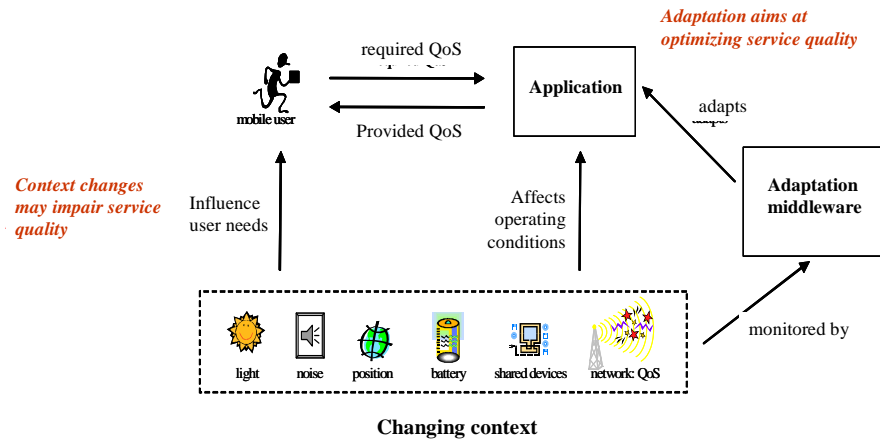 Adaptation aims at
optimizing service quality
required QoS
Application
mobile user
Provided QoS
adapts
Context changes
may impair service
quality
Influence
user needs
Affects
operating
conditions
Adaptation
middleware
monitored by
light
noise
position
battery
shared devices
network: QoS
Changing context